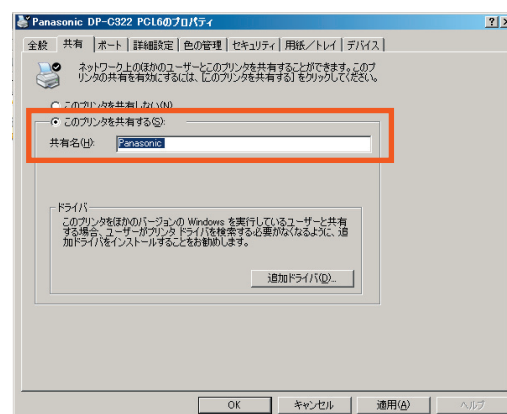 Panasonic DP-C322 PCL6のプロパティ
全般 共有 ポート 詳細設定 色の管理 セキュリティ 用紙/トレイ デバイス
ネットワーク上のほかのユーザーとこのプリンタを共有することができます。このプ
リンタの共有を有効にするには、[このプリンタを共有する] をクリックしてください。
このプリンタを共有しない(N)
このプリンタを共有する(S):
共有名(H): Panasonic
ドライバ
このプリンタをほかのバージョンの Windows を実行しているユーザーと共有
する場合、ユーザーがプリンタ ドライバを検索する必要がなくなるように、追
加ドライバをインストールすることをお勧めします。
追加ドライバ(D)...
OK キャンセル 適用(A) ヘルプ